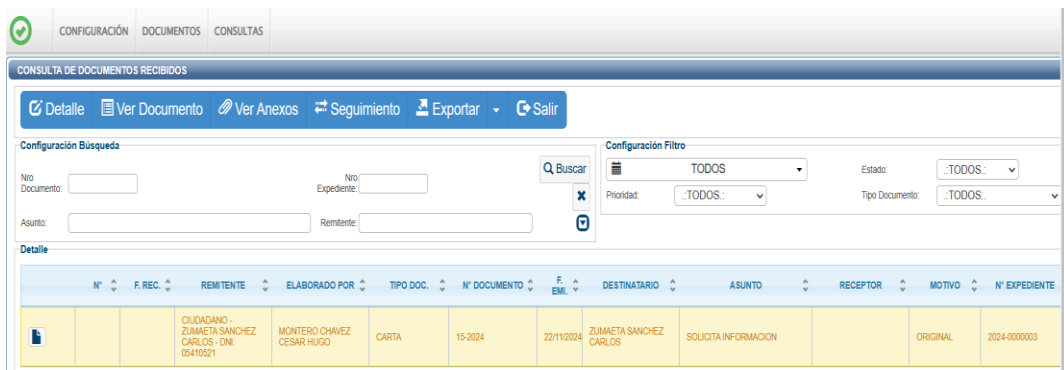 CONFIGURACIÓN DOCUMENTOS CONSULTAS
CONSULTA DE DOCUMENTOS RECIBIDOS
Detalle Ver Documento Ver Anexos Seguimiento Exportar Salir
Configuración Búsqueda
Nro
Documento:
Nro
Expediente:
Buscar
Asunto:
Remitente:
Configuración Filtro
TODOS
Estado:
.:TODOS.:
Prioridad:
.:TODOS.:
Tipo Documento:
.:TODOS:.
Detalle
N° F. REC. REMITENTE ELABORADO POR TIPO DOC. N° DOCUMENTO F. EMI. DESTINATARIO ASUNTO RECEPTOR MOTIVO N° EXPEDIENTE
CIUDADANO -
ZUMAETA SANCHEZ
CARLOS - DNI:
05410521
MONTERO CHAVEZ
CESAR HUGO
CARTA
15-2024
22/11/2024
ZUMAETA SANCHEZ
CARLOS
SOLICITA INFORMACION
ORIGINAL
2024-0000003